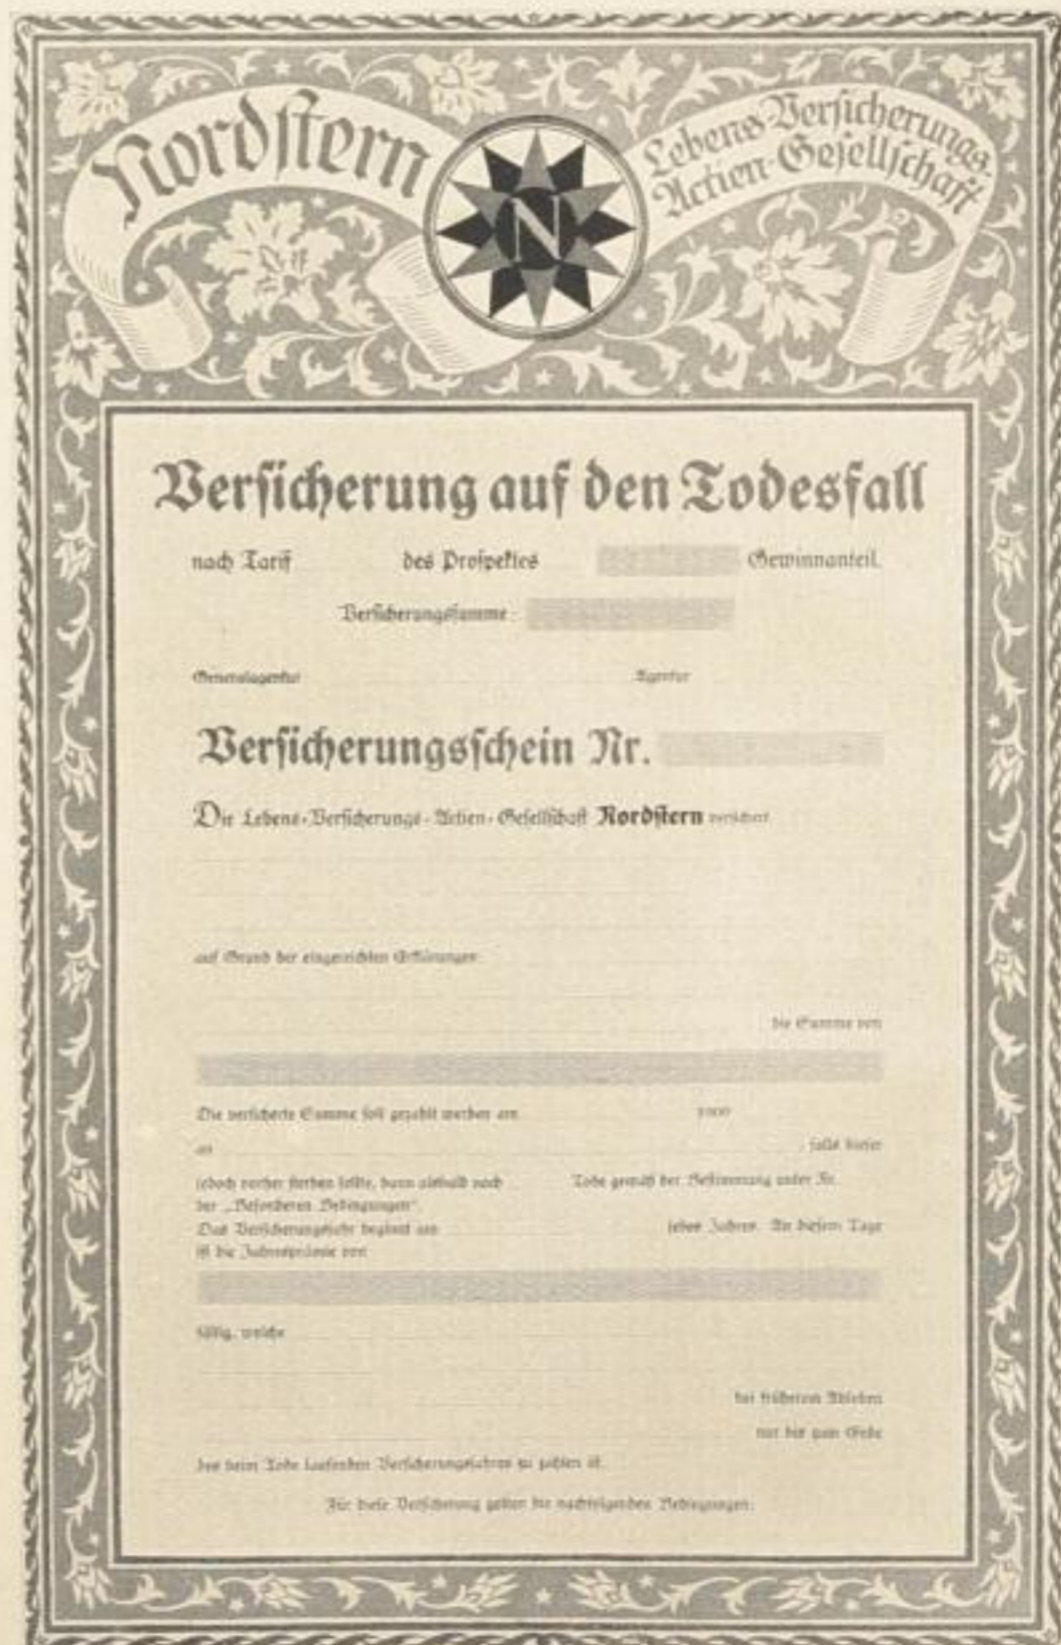 Nordstern
Lebens-Versicherungs-
Actien-Gesellschaft
N
Versicherung auf den Todesfall
nach Tarif des Prospektes Gewinnanteil.
Versicherungssumme:
Generalagentur Agentur
Versicherungsschein Nr.
Die Lebens-Versicherungs-Actien-Gesellschaft Nordstern versichert
auf Grund der eingereichten Erklärungen
die Summe von
Die versicherte Summe soll gezahlt werden am 1900
an , falls dieser
jedoch vorher sterben sollte, dann alsbald nach Tode gemäß der Bestimmung unter Nr.
der „Besonderen Bedingungen“.
Das Versicherungsjahr beginnt am jedes Jahres. An diesem Tage
ist die Jahresprämie von
fällig, welche
bei früherem Ableben
nur bis zum Ende
des beim Tode laufenden Versicherungsjahres zu zahlen ist.
Für diese Versicherung gelten die nachfolgenden Bedingungen: